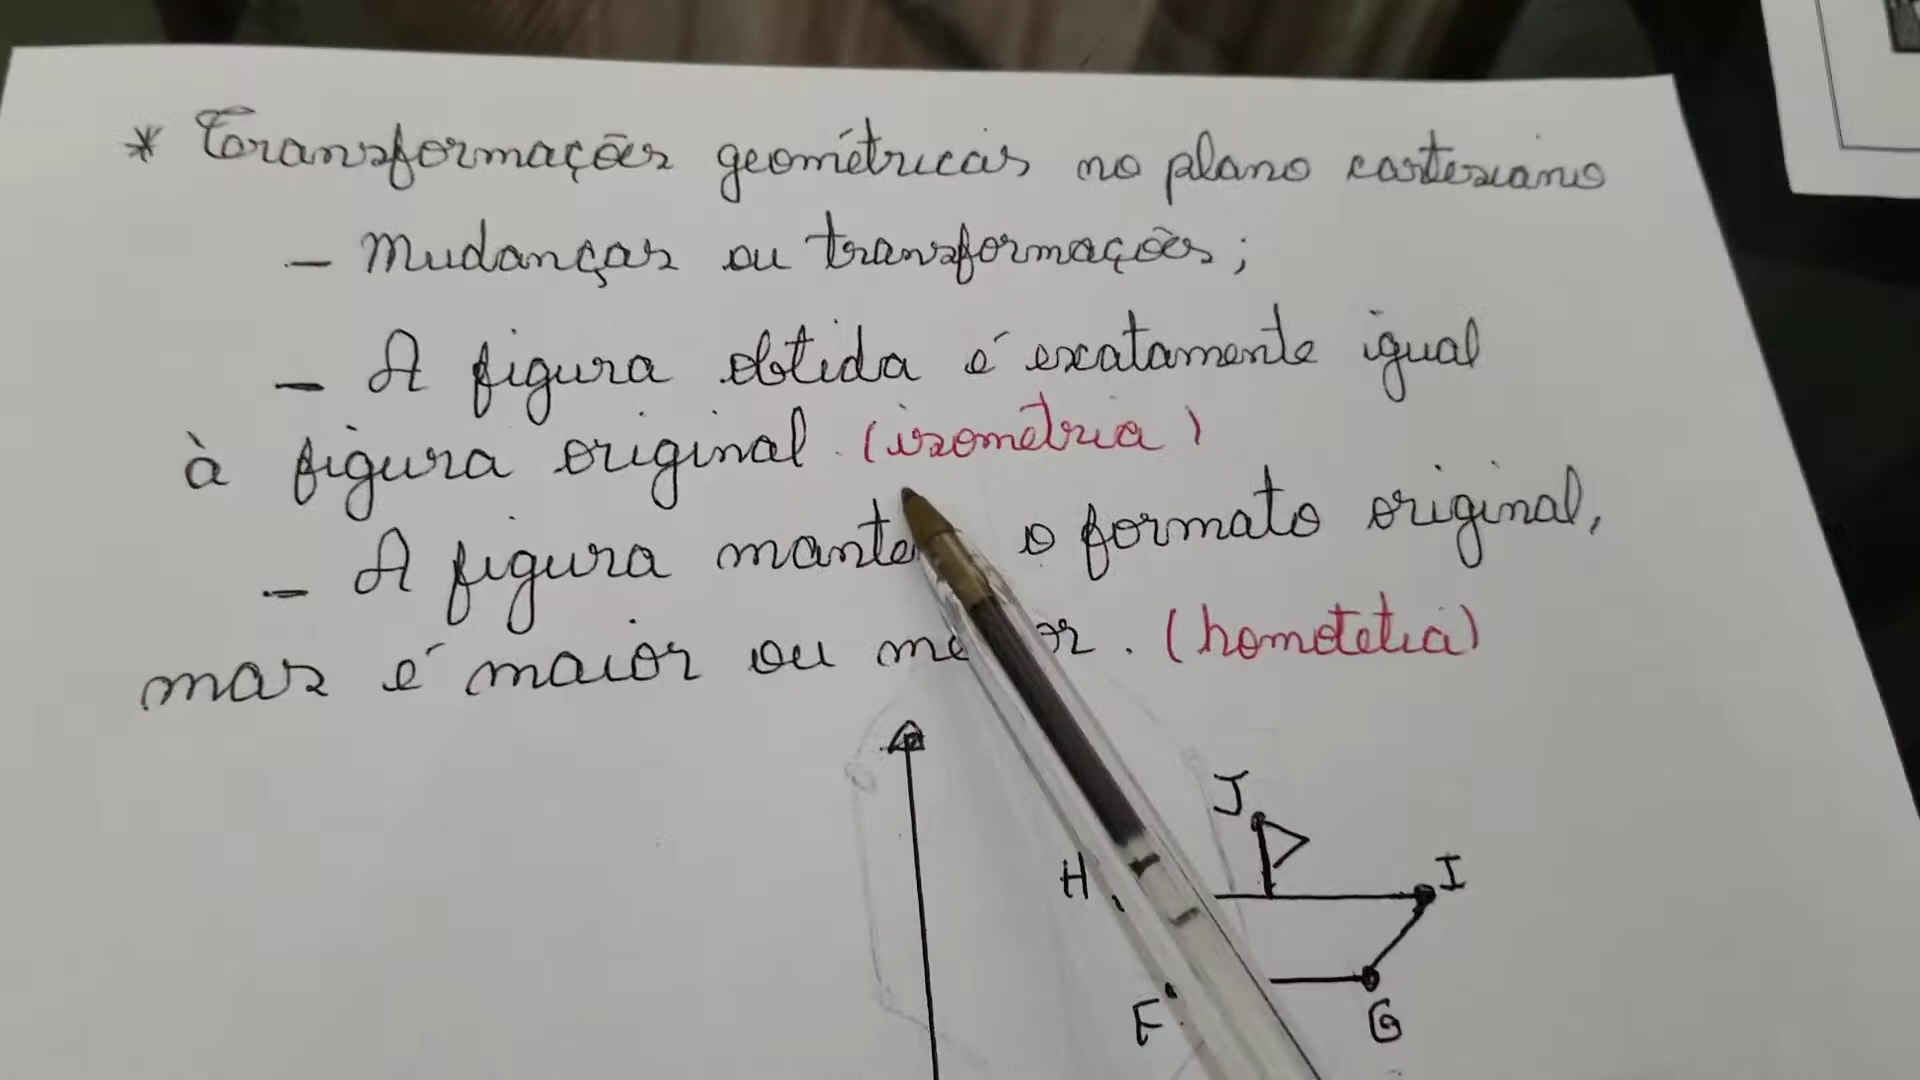 * Transformações geométricas no plano cartesiano
- Mudanças ou transformações;
- A figura obtida é exatamente igual
à figura original. (isometria)
- A figura o formato original,
mas é maior ou (homotetia)
J
H
I
F
G